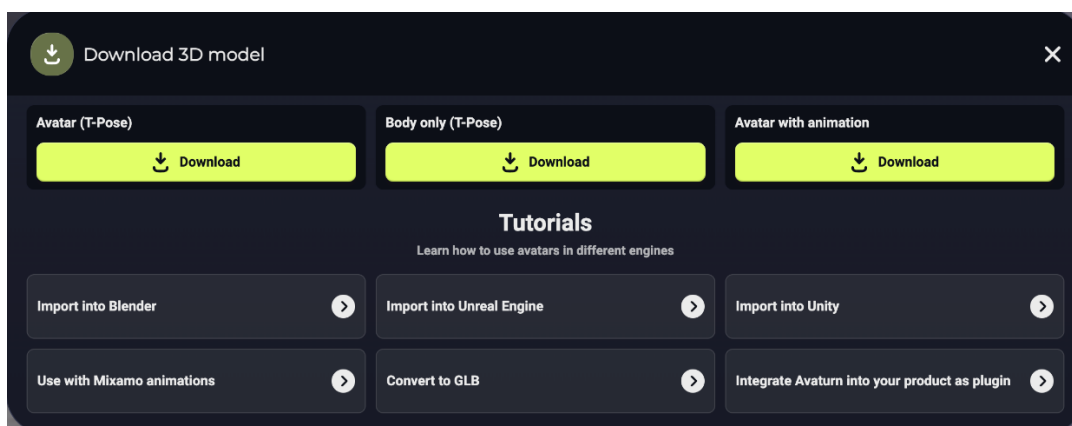 Download 3D model
Avatar (T-Pose)
Download
Body only (T-Pose)
Download
Avatar with animation
Download
Tutorials
Learn how to use avatars in different engines
Import into Blender
Import into Unreal Engine
Import into Unity
Use with Mixamo animations
Convert to GLB
Integrate Avaturn into your product as plugin